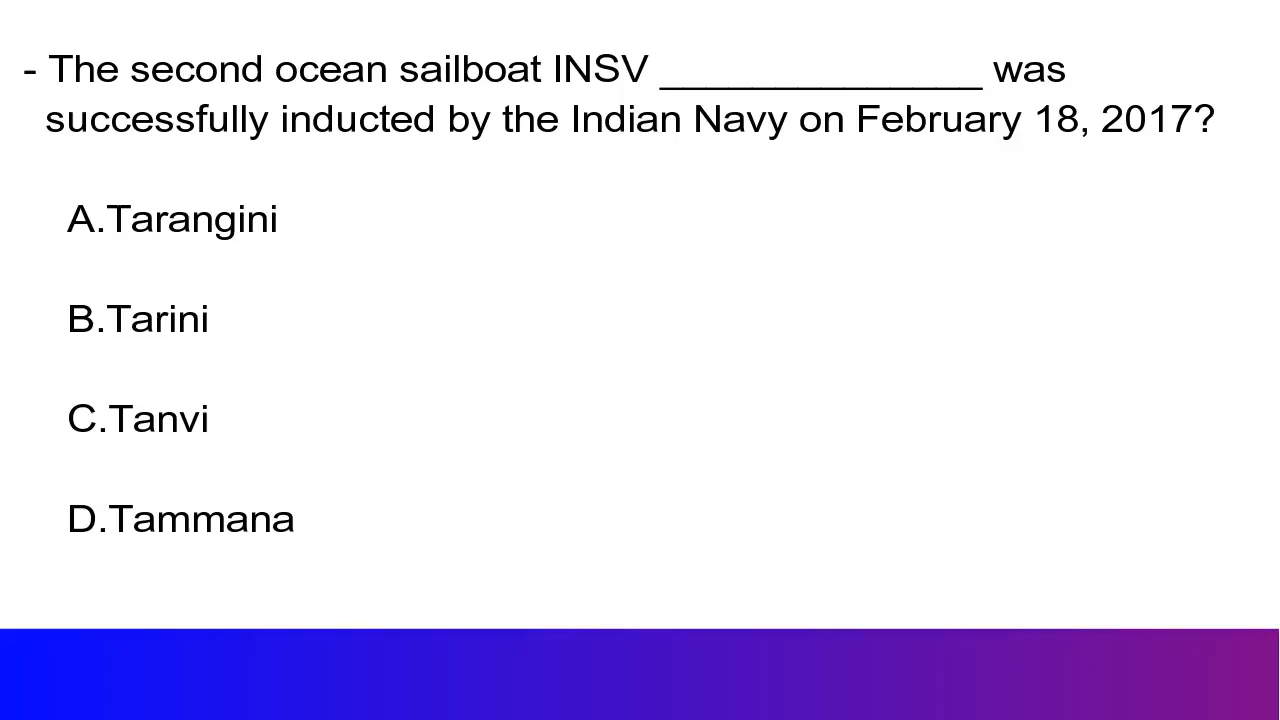 - The second ocean sailboat INSV _______________ was
successfully inducted by the Indian Navy on February 18, 2017?
A.Tarangini
B.Tarini
C.Tanvi
D.Tammana